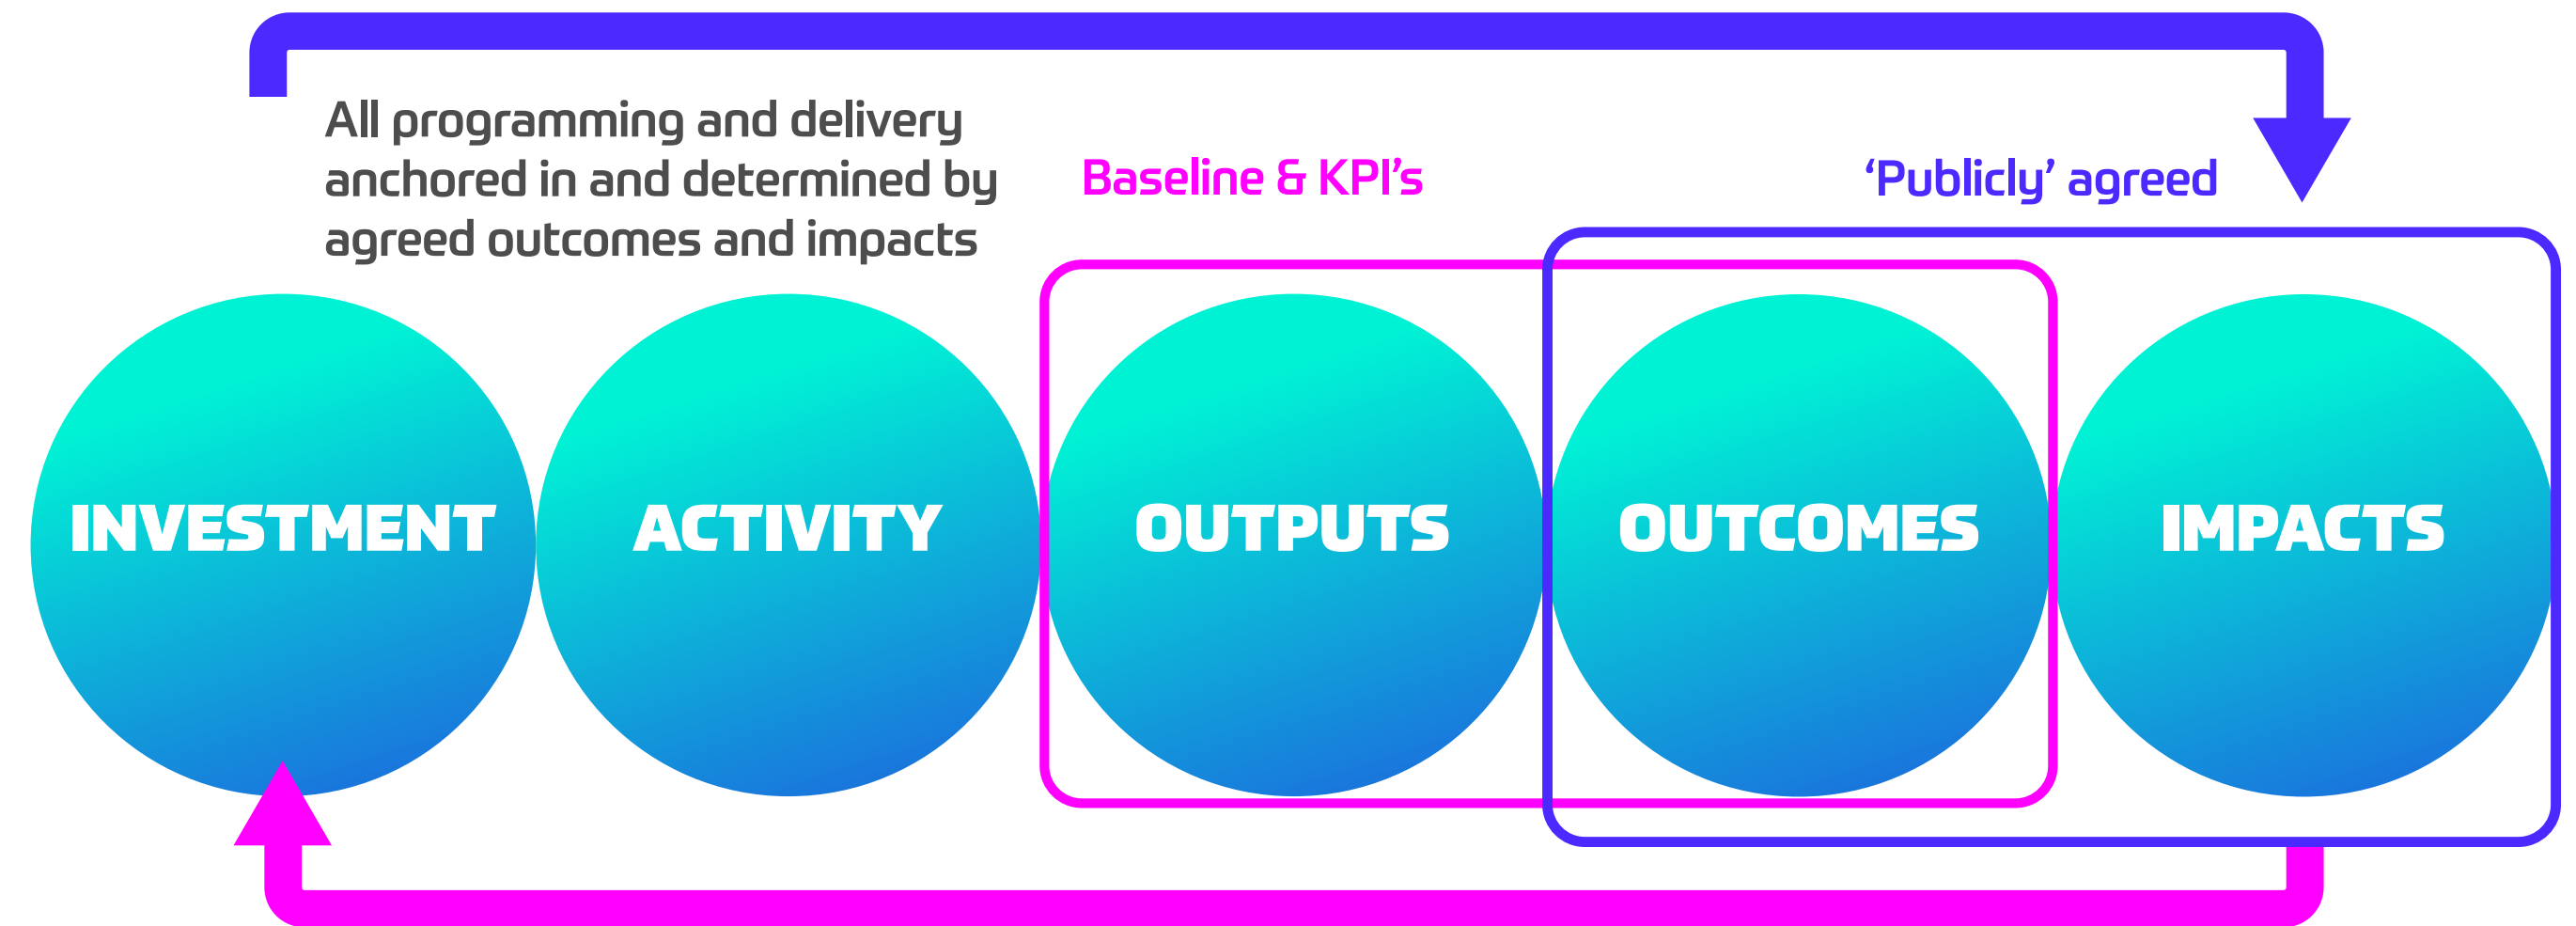 All programming and delivery
anchored in and determined by
agreed outcomes and impacts
Baseline & KPI’s
‘Publicly’ agreed
INVESTMENT
ACTIVITY
OUTPUTS
OUTCOMES
IMPACTS